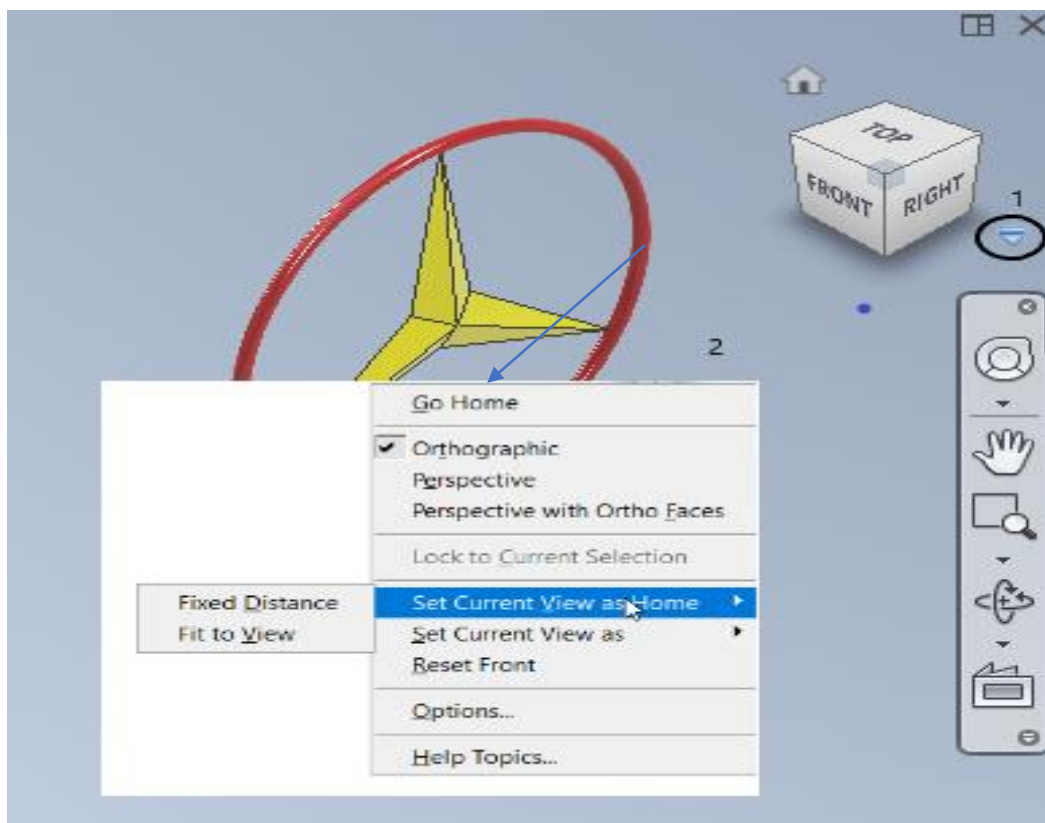 TOP
FRONT
RIGHT
1
2
Go Home
Orthographic
Perspective
Perspective with Ortho Faces
Lock to Current Selection
Fixed Distance
Set Current View as Home
Fit to View
Set Current View as
Reset Front
Options...
Help Topics...